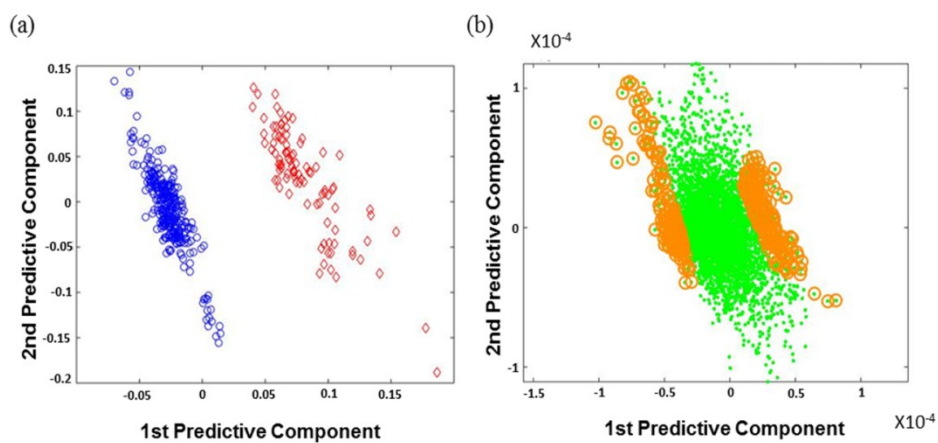 (a)
(b)
X10-4
0.15
0.1
0.05
0
-0.05
-0.1
-0.15
-0.2
2nd Predictive Component
-0.05
0
0.05
0.1
0.15
1st Predictive Component
1
0
-1
2nd Predictive Component
-1.5
-1
-0.5
0
0.5
1
1st Predictive Component
X10-4